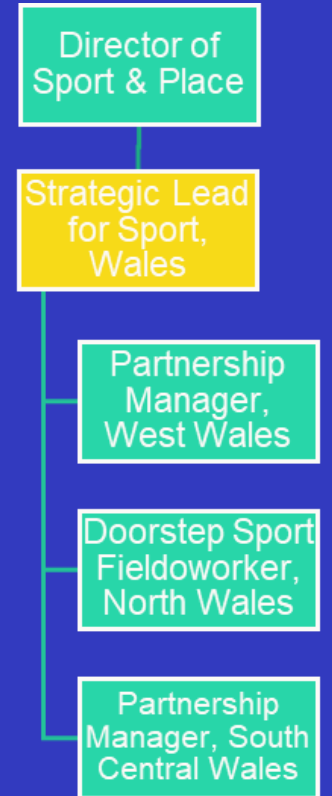 Director of
Sport & Place
Strategic Lead
for Sport,
Wales
Partnership
Manager,
West Wales
Doorstep Sport
Fieldoworker,
North Wales
Partnership
Manager, South
Central Wales